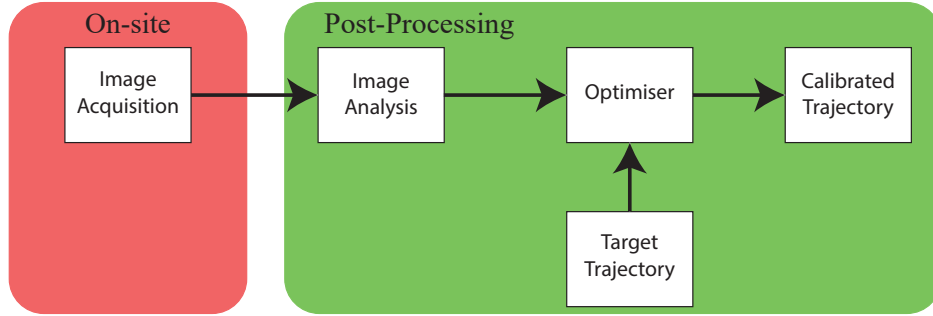 On-site
Post-Processing
Image
Acquisition
Image
Analysis
Optimiser
Calibrated
Trajectory
Target
Trajectory